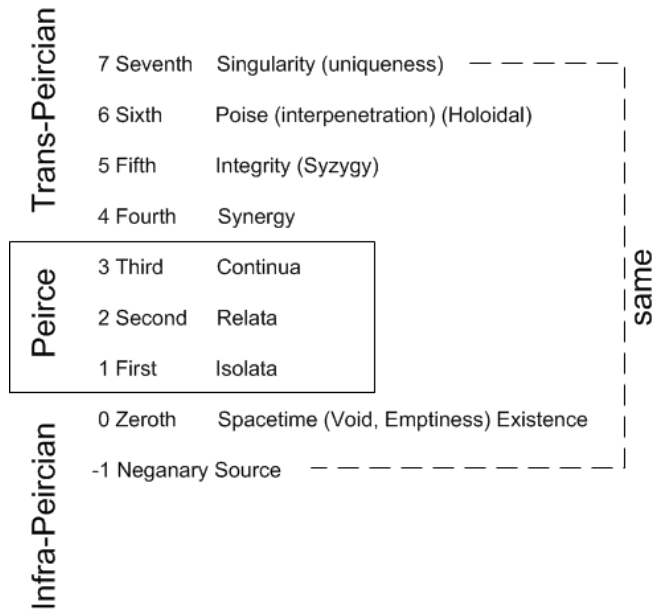 Trans-Peircian
7 Seventh Singularity (uniqueness)
6 Sixth Poise (interpenetration) (Holoidal)
5 Fifth Integrity (Syzygy)
4 Fourth Synergy
Peirce
3 Third Continua
2 Second Relata
1 First Isolata
Infra-Peircian
0 Zeroth Spacetime (Void, Emptiness) Existence
-1 Neganary Source
same